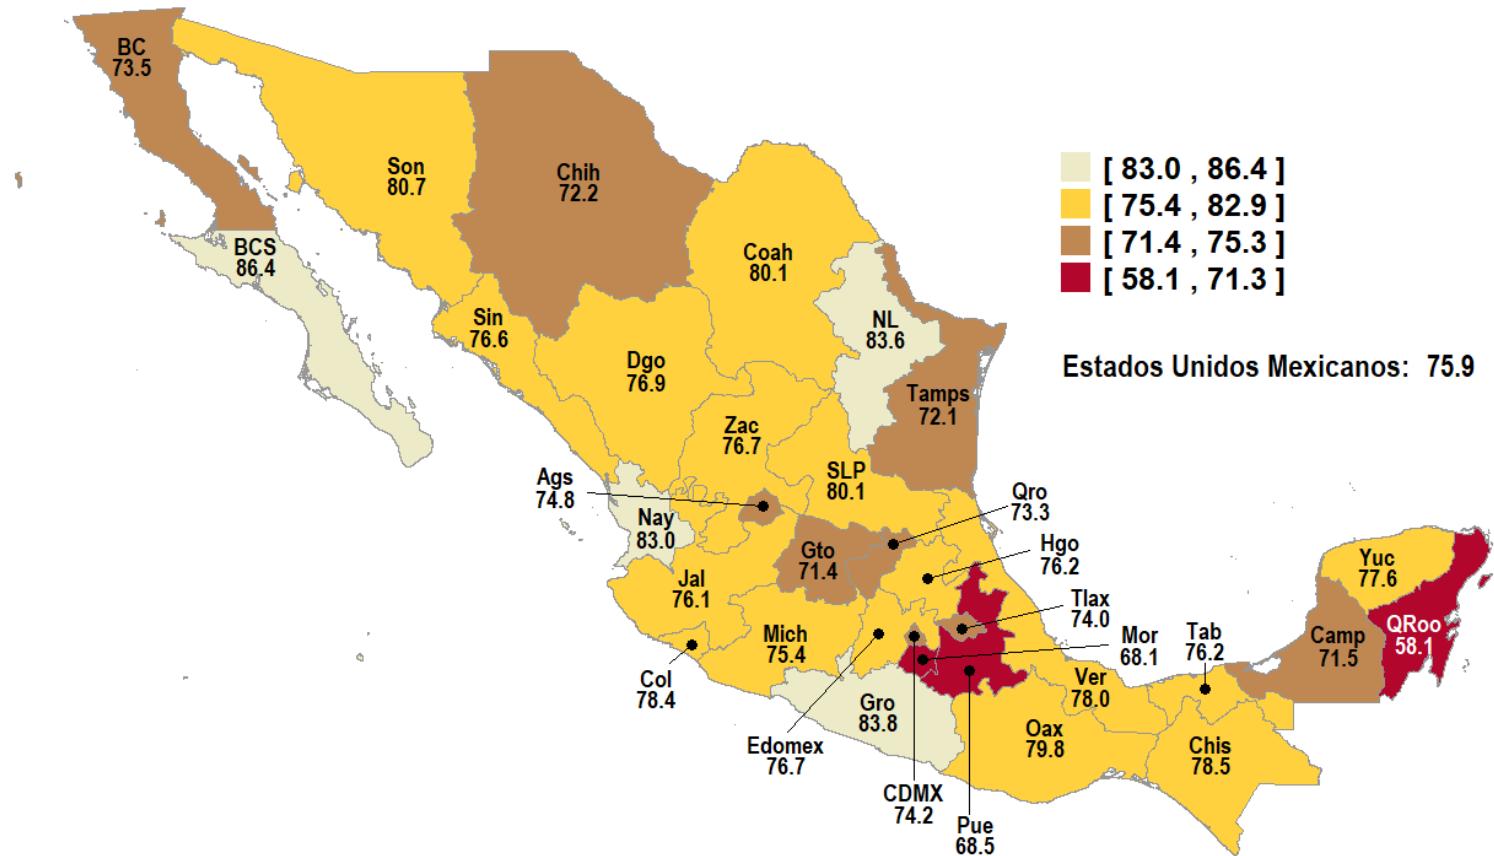 BC
73.5
Son
80.7
Chih
72.2
[ 83.0 , 86.4 ]
[ 75.4 , 82.9 ]
[ 71.4 , 75.3 ]
[ 58.1 , 71.3 ]
BCS
86.4
Coah
80.1
Sin
76.6
NL
83.6
Dgo
76.9
Estados Unidos Mexicanos: 75.9
Tamps
72.1
Zac
76.7
Ags
74.8
SLP
80.1
Qro
73.3
Nay
83.0
Gto
71.4
Hgo
76.2
Yuc
77.6
Jal
76.1
Tlax
74.0
Mich
75.4
Mor
68.1
Tab
76.2
Camp
71.5
QRoo
58.1
Col
78.4
Ver
78.0
Gro
83.8
Edomex
76.7
Oax
79.8
Chis
78.5
CDMX
74.2
Pue
68.5